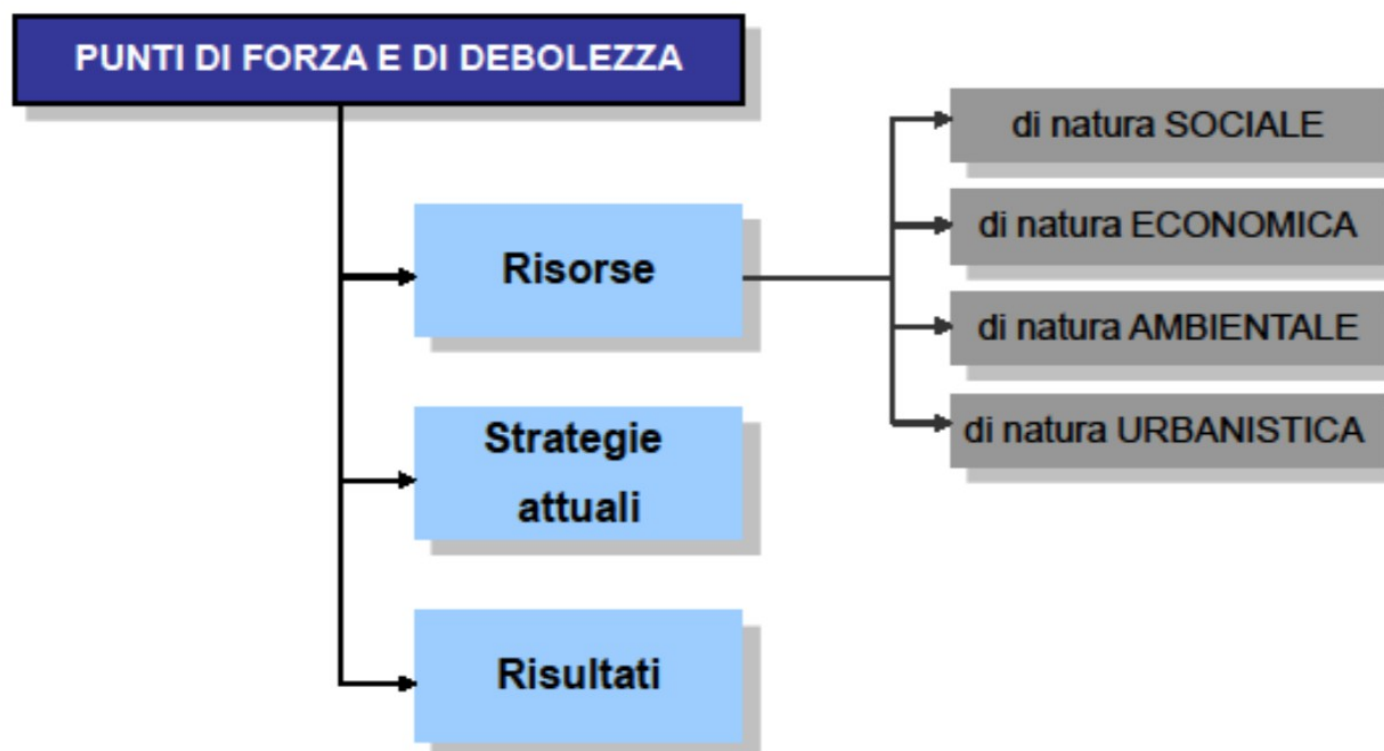 PUNTI DI FORZA E DI DEBOLEZZA
Risorse
Strategie
attuali
Risultati
di natura SOCIALE
di natura ECONOMICA
di natura AMBIENTALE
di natura URBANISTICA